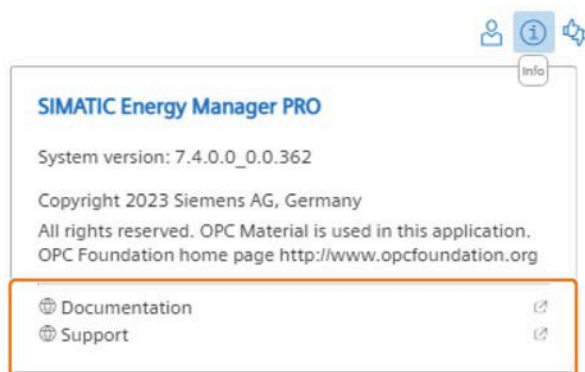 Info
SIMATIC Energy Manager PRO
System version: 7.4.0.0_0.0.362
Copyright 2023 Siemens AG, Germany
All rights reserved. OPC Material is used in this application.
OPC Foundation home page http://www.opcfoundation.org
Documentation
Support